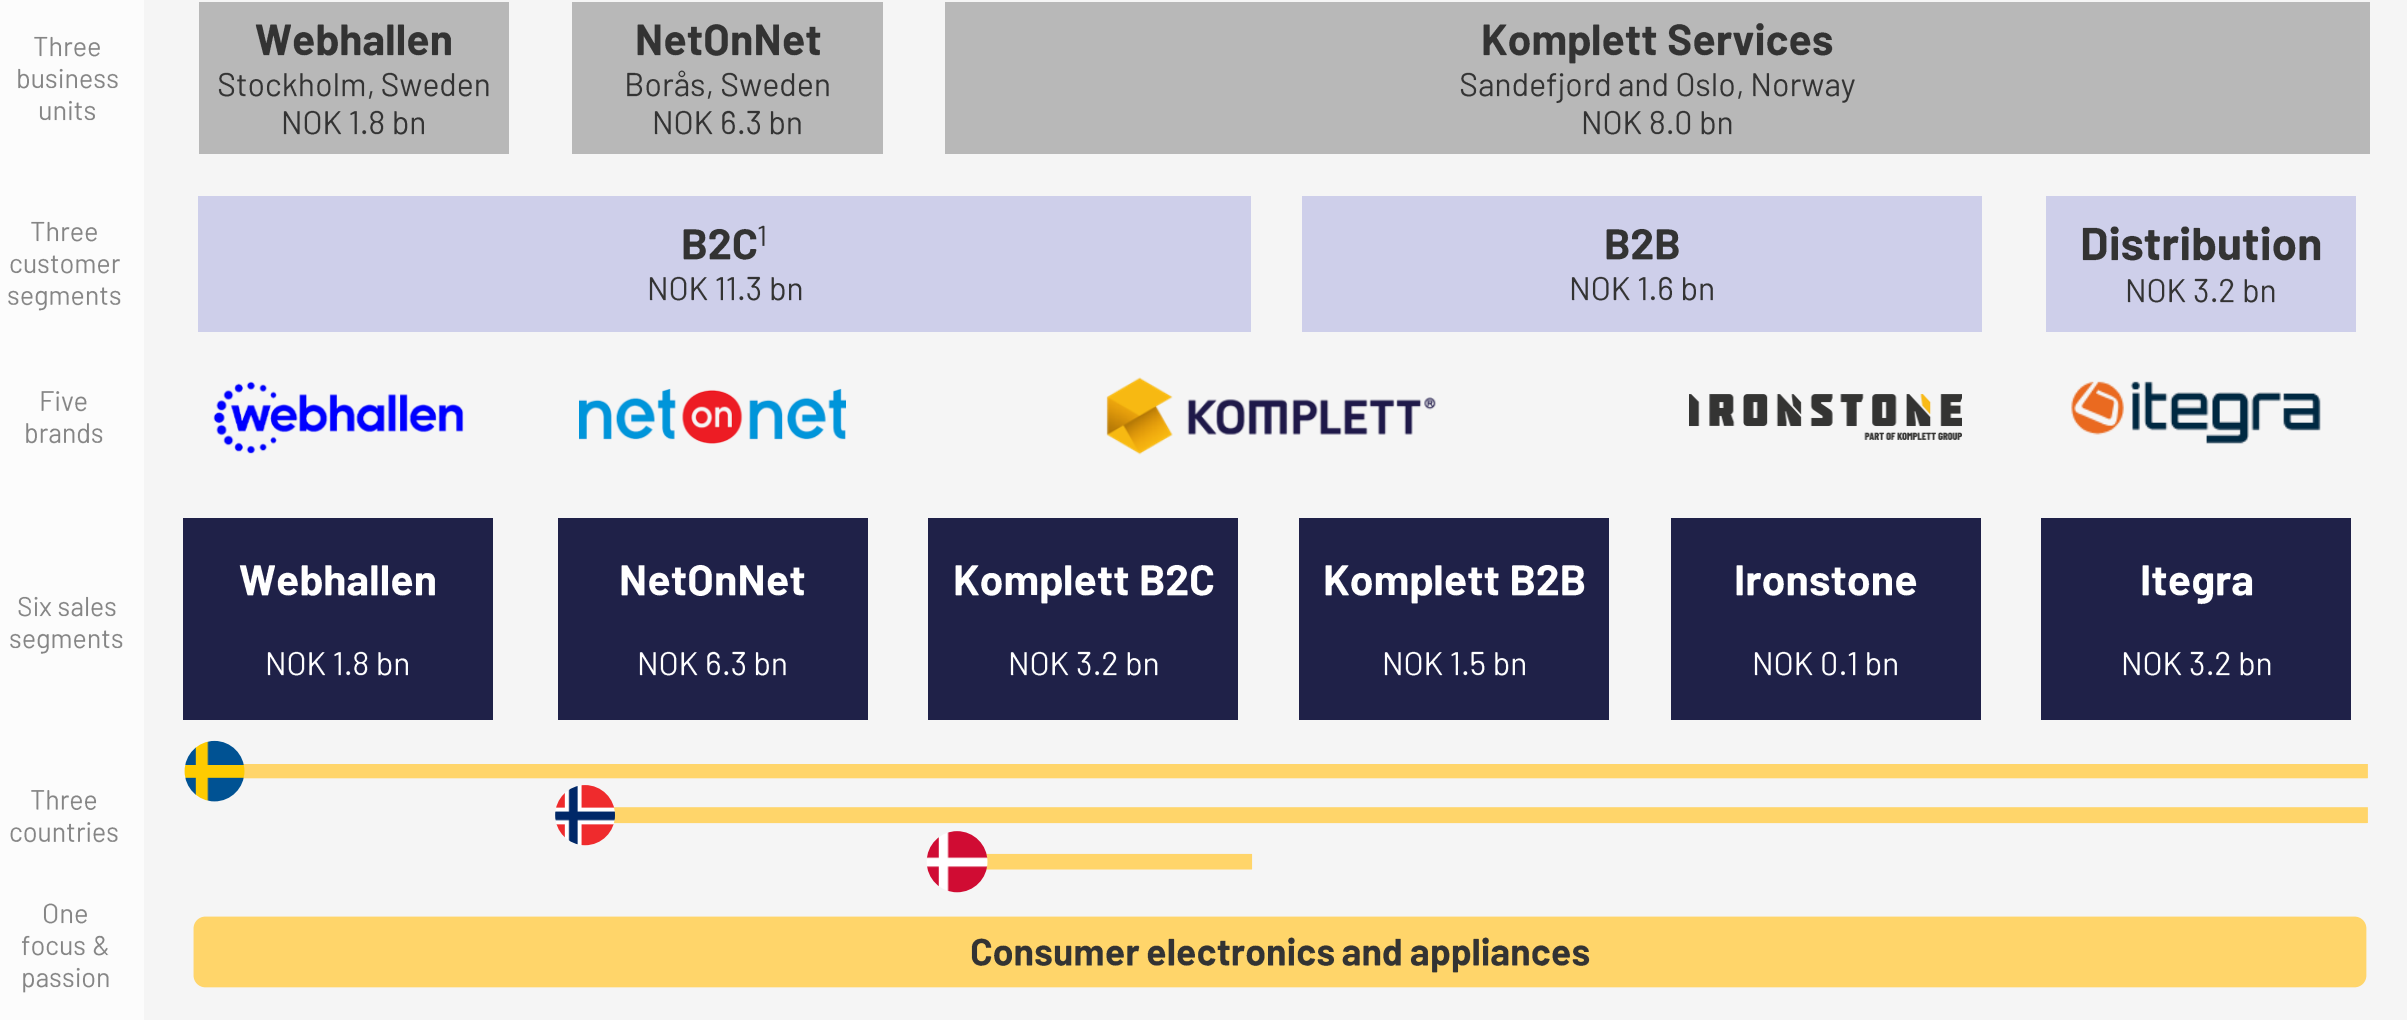 Three
business
units
Webhallen
Stockholm, Sweden
NOK 1.8 bn
NetOnNet
Borås, Sweden
NOK 6.3 bn
Komplett Services
Sandefjord and Oslo, Norway
NOK 8.0 bn
Three
customer
segments
B2C¹
NOK 11.3 bn
B2B
NOK 1.6 bn
Distribution
NOK 3.2 bn
Five
brands
webhallen
netonnet
KOMPLETT®
IRONSTONE
PART OF KOMPLETT GROUP
itegra
Six sales
segments
Webhallen
NOK 1.8 bn
NetOnNet
NOK 6.3 bn
Komplett B2C
NOK 3.2 bn
Komplett B2B
NOK 1.5 bn
Ironstone
NOK 0.1 bn
Itegra
NOK 3.2 bn
Three
countries
One
focus &
passion
Consumer electronics and appliances